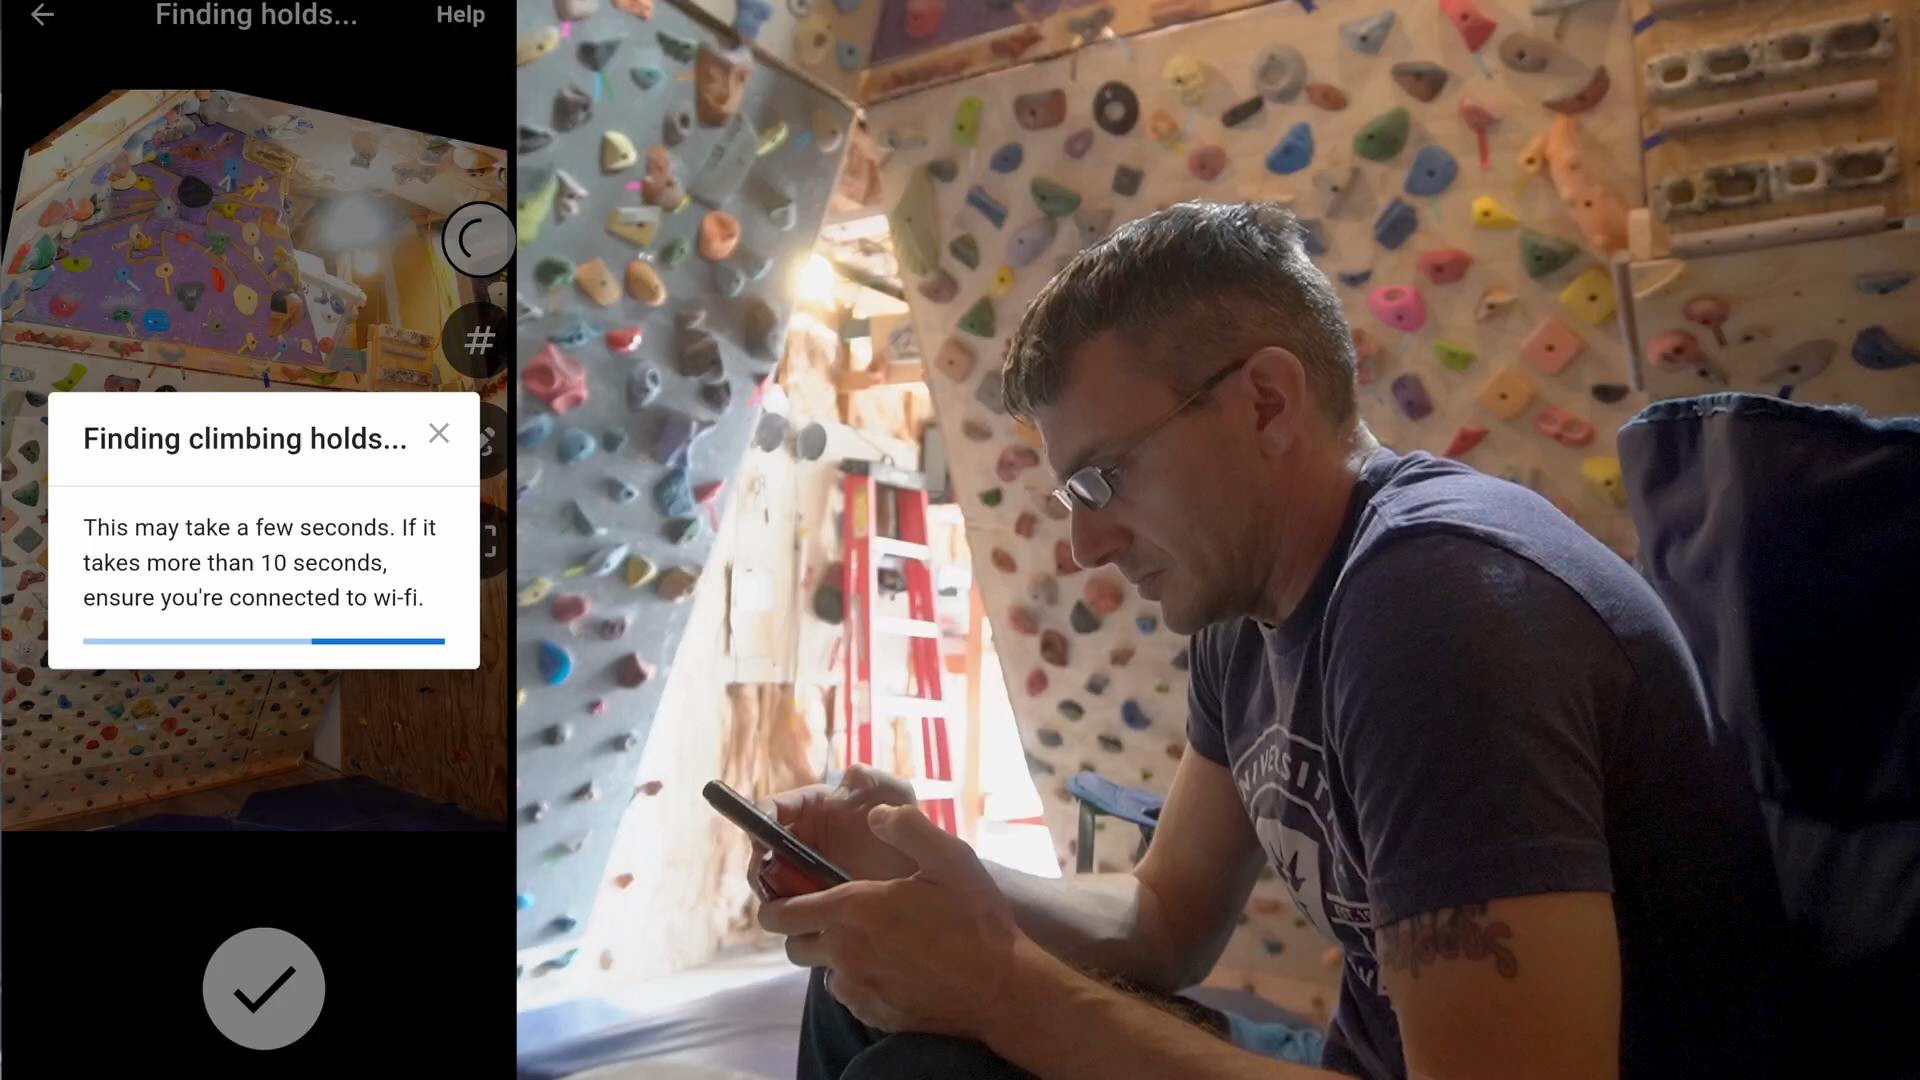 Finding holds...
Help
#
Finding climbing holds...
This may take a few seconds. If it
takes more than 10 seconds,
ensure you're connected to wi-fi.